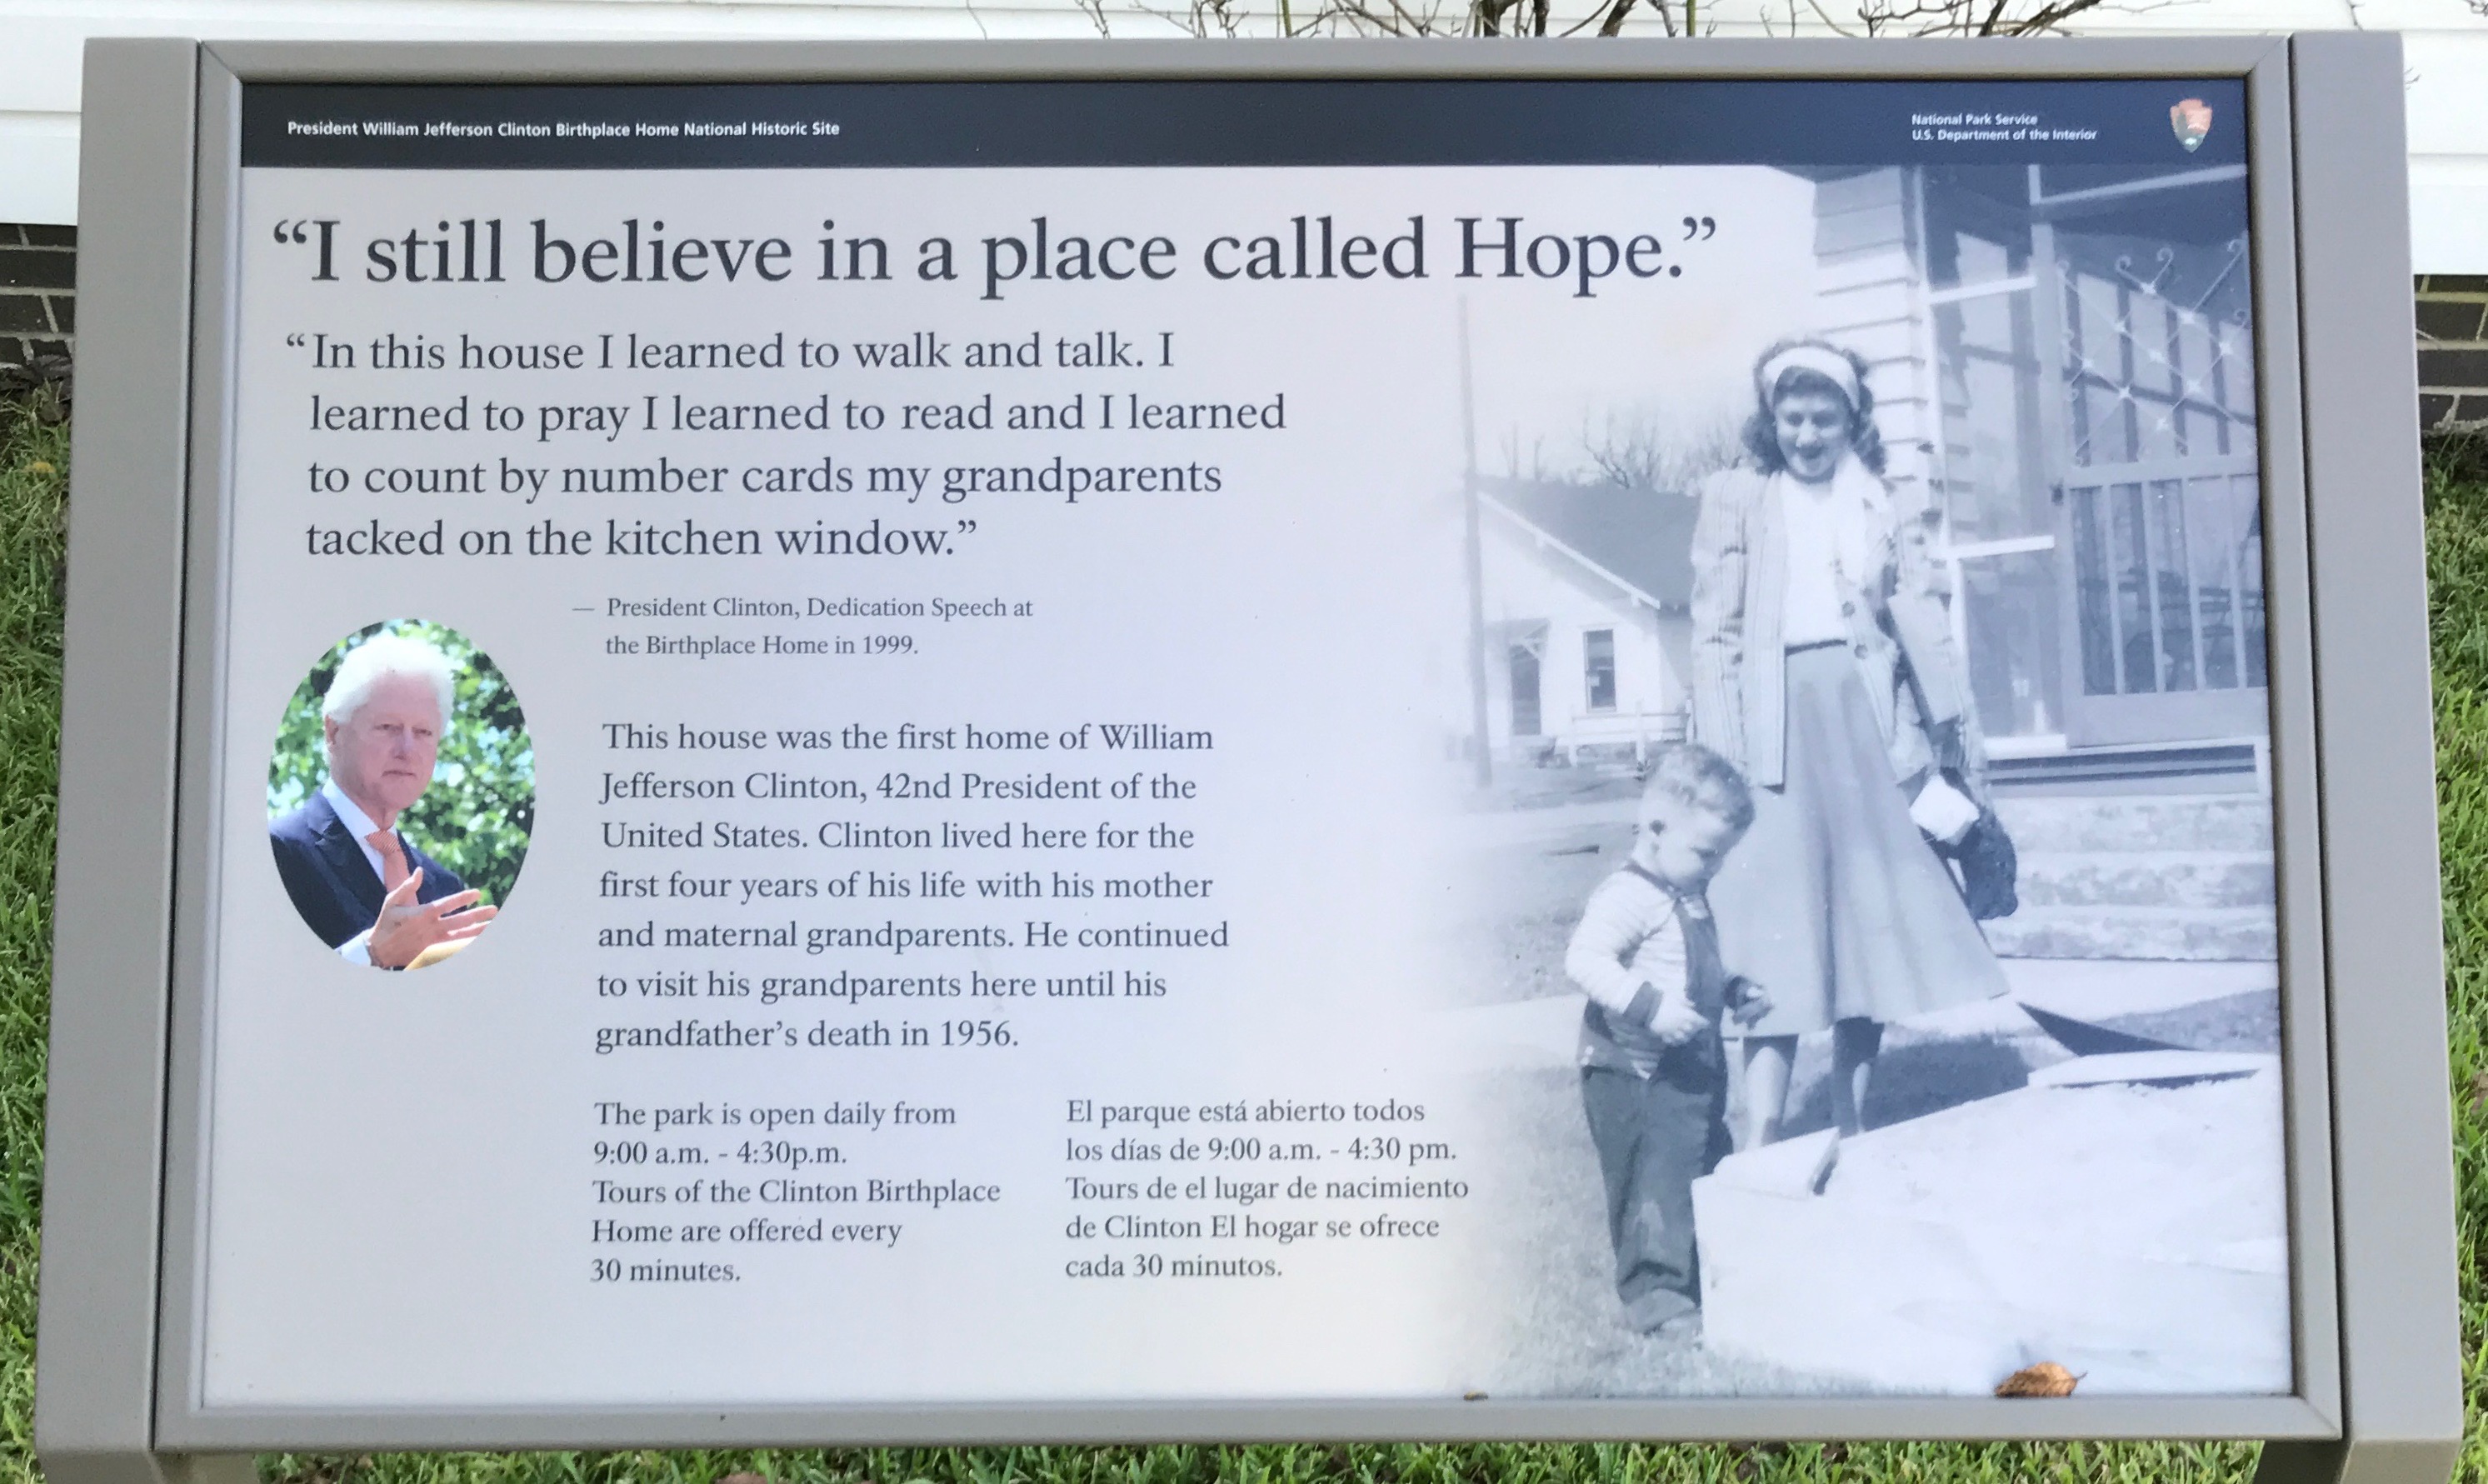 President William Jefferson Clinton Birthplace Home National Historic Site
National Park Service
U.S. Department of the Interior
“I still believe in a place called Hope.”
“In this house I learned to walk and talk. I
learned to pray I learned to read and I learned
to count by number cards my grandparents
tacked on the kitchen window.”
— President Clinton, Dedication Speech at
the Birthplace Home in 1999.
This house was the first home of William
Jefferson Clinton, 42nd President of the
United States. Clinton lived here for the
first four years of his life with his mother
and maternal grandparents. He continued
to visit his grandparents here until his
grandfather’s death in 1956.
The park is open daily from
9:00 a.m. - 4:30p.m.
Tours of the Clinton Birthplace
Home are offered every
30 minutes.
El parque está abierto todos
los días de 9:00 a.m. - 4:30 pm.
Tours de el lugar de nacimiento
de Clinton El hogar se ofrece
cada 30 minutos.